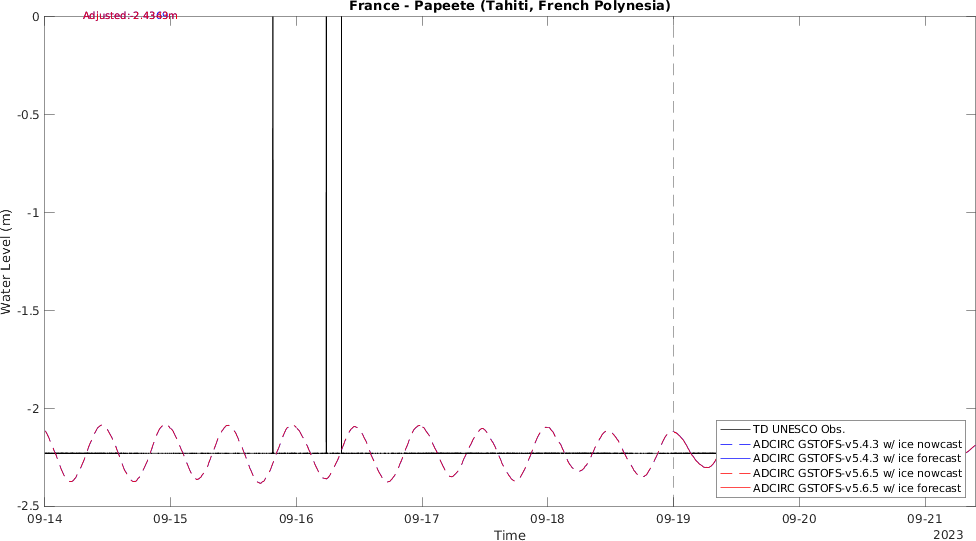 France - Papeete (Tahiti, French Polynesia)
Adjusted: 2.4369m
0
-0.5
-1
-1.5
-2
-2.5
Water Level (m)
TD UNESCO Obs.
ADCIRC GSTOFS-v5.4.3 w/ ice nowcast
ADCIRC GSTOFS-v5.4.3 w/ ice forecast
ADCIRC GSTOFS-v5.6.5 w/ ice nowcast
ADCIRC GSTOFS-v5.6.5 w/ ice forecast
09-14 09-15 09-16 09-17 09-18 09-19 09-20 09-21
Time
2023